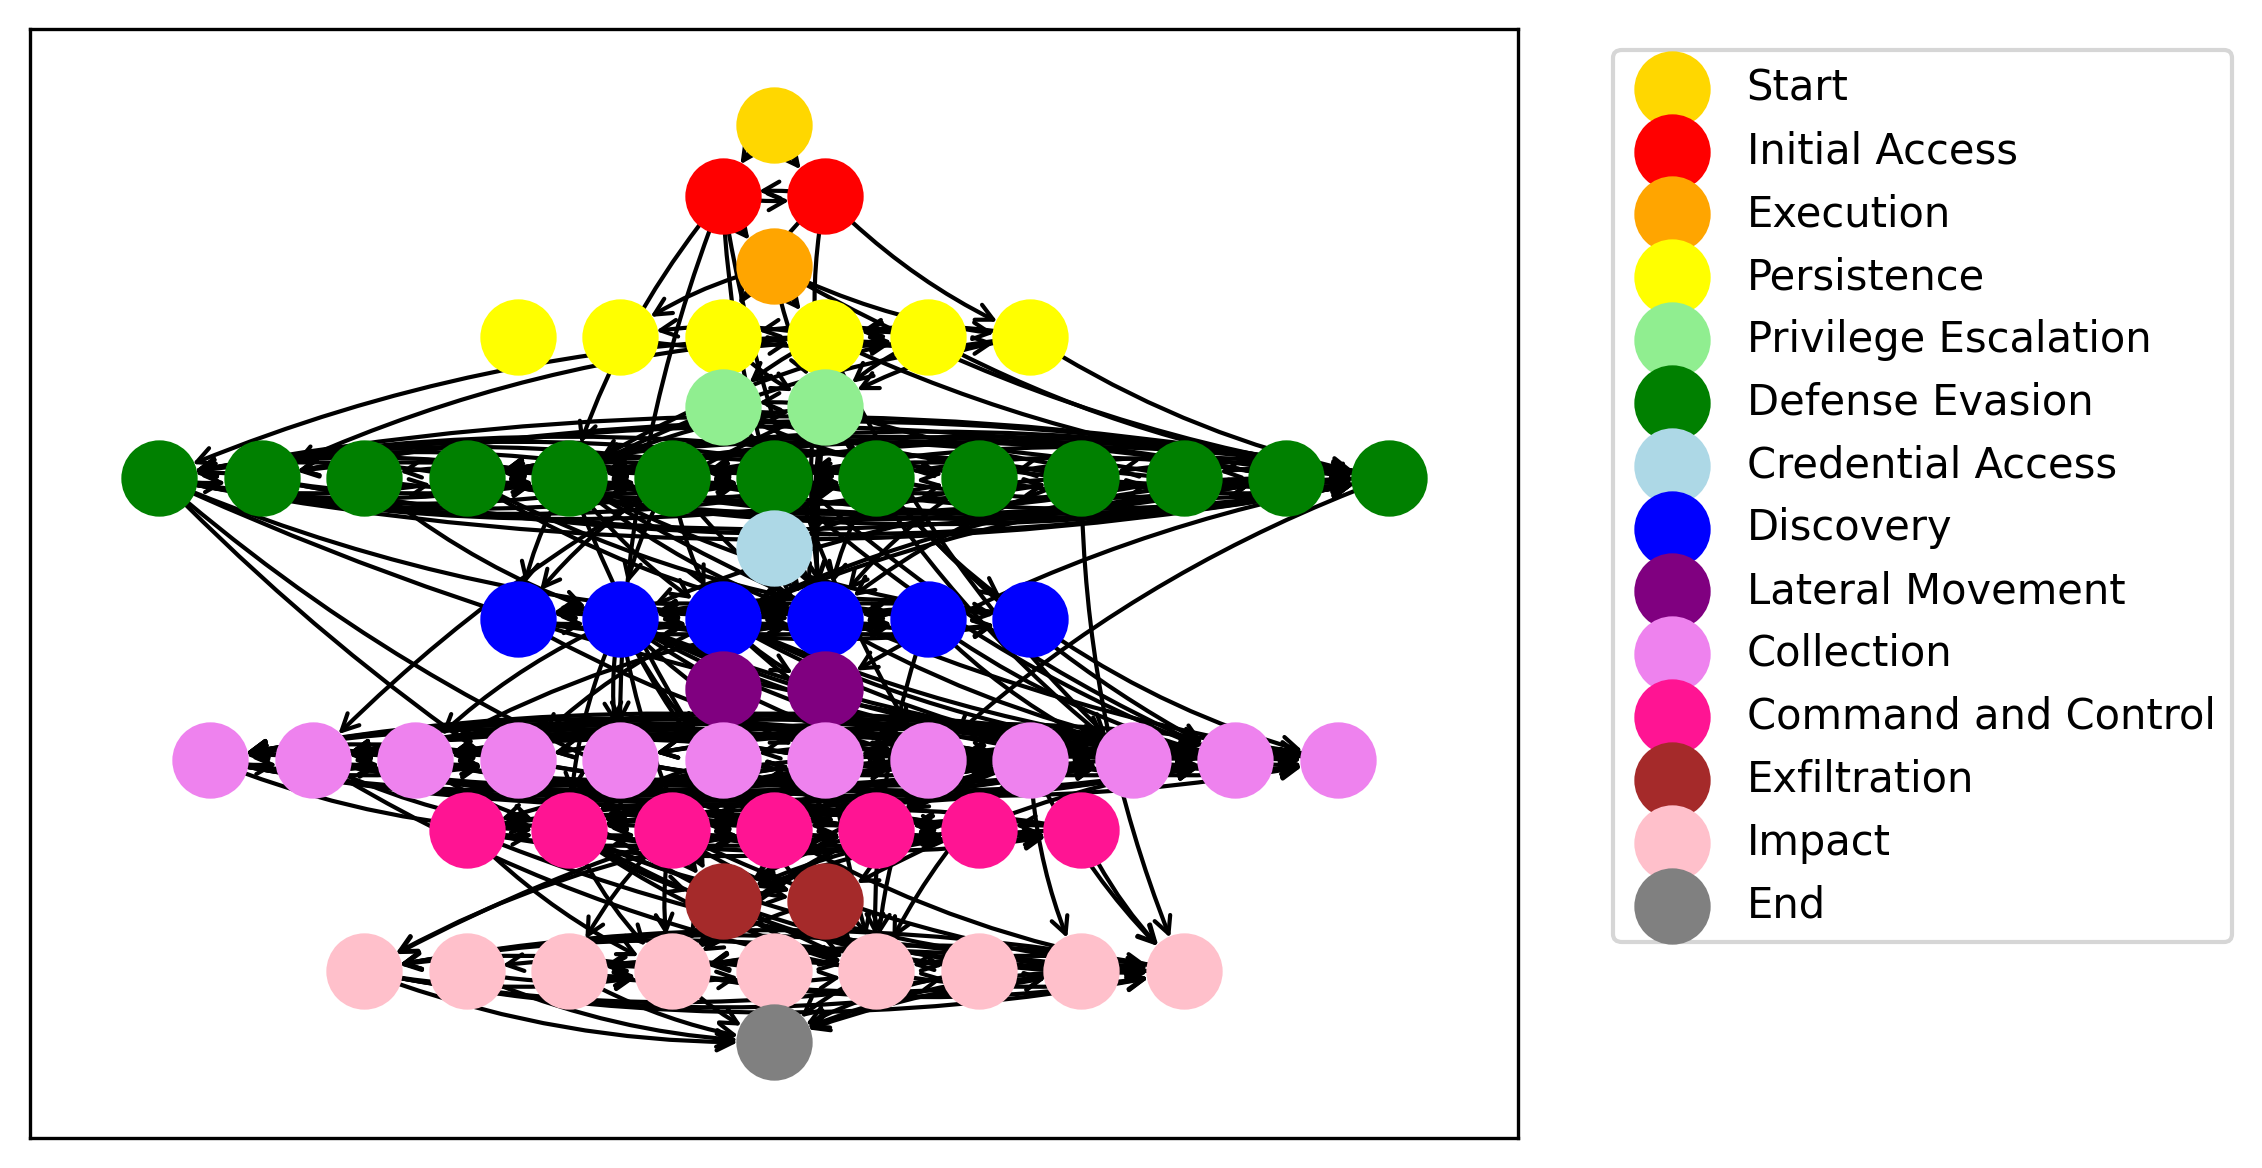 Start
Initial Access
Execution
Persistence
Privilege Escalation
Defense Evasion
Credential Access
Discovery
Lateral Movement
Collection
Command and Control
Exfiltration
Impact
End